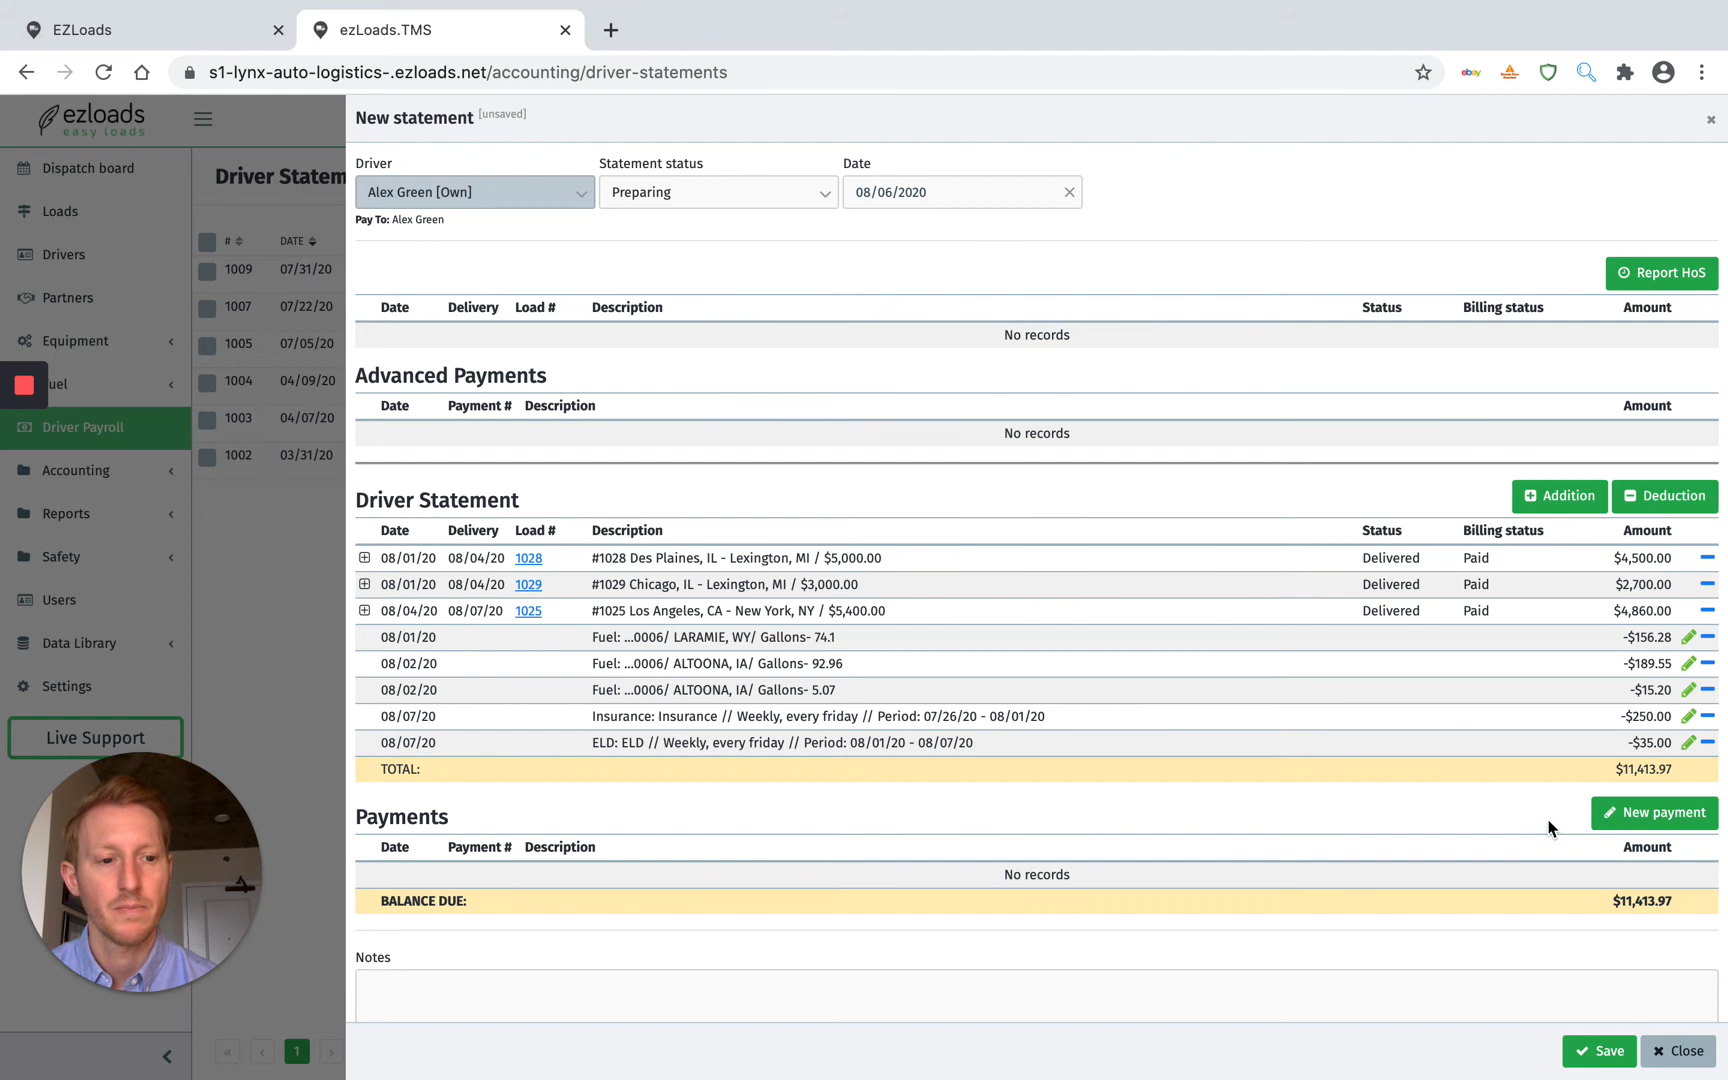 EZLoads
ezLoads.TMS
s1-lynx-auto-logistics-.ezloads.net/accounting/driver-statements
ebay
ezloads
easy loads
Dispatch board
Loads
Drivers
Partners
Equipment
uel
Driver Payroll
Accounting
Reports
Safety
Users
Data Library
Settings
Live Support
Driver Statem
# DATE
1009 07/31/20
1007 07/22/20
1005 07/05/20
1004 04/09/20
1003 04/07/20
1002 03/31/20
« ‹ 1 ›
New statement [unsaved]
Driver Statement status Date
Alex Green [Own] Preparing 08/06/2020
Pay To: Alex Green
Report HoS
Date Delivery Load # Description Status Billing status Amount
No records
Advanced Payments
Date Payment # Description Amount
No records
Driver Statement Addition Deduction
Date Delivery Load # Description Status Billing status Amount
08/01/20 08/04/20 1028 #1028 Des Plaines, IL - Lexington, MI / $5,000.00 Delivered Paid $4,500.00
08/01/20 08/04/20 1029 #1029 Chicago, IL - Lexington, MI / $3,000.00 Delivered Paid $2,700.00
08/04/20 08/07/20 1025 #1025 Los Angeles, CA - New York, NY / $5,400.00 Delivered Paid $4,860.00
08/01/20 Fuel: ...0006/ LARAMIE, WY/ Gallons- 74.1 -$156.28
08/02/20 Fuel: ...0006/ ALTOONA, IA/ Gallons- 92.96 -$189.55
08/02/20 Fuel: ...0006/ ALTOONA, IA/ Gallons- 5.07 -$15.20
08/07/20 Insurance: Insurance // Weekly, every friday // Period: 07/26/20 - 08/01/20 -$250.00
08/07/20 ELD: ELD // Weekly, every friday // Period: 08/01/20 - 08/07/20 -$35.00
TOTAL: $11,413.97
Payments New payment
Date Payment # Description Amount
No records
BALANCE DUE: $11,413.97
Notes
Save Close